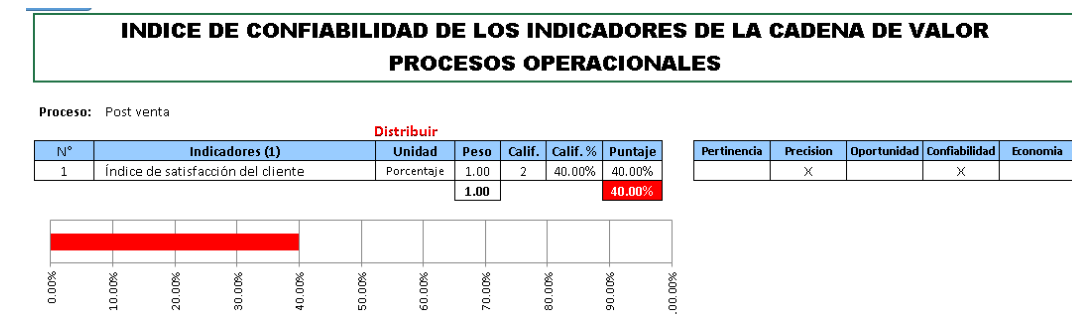 INDICE DE CONFIABILIDAD DE LOS INDICADORES DE LA CADENA DE VALOR
PROCESOS OPERACIONALES
Proceso: Post venta
Distribuir
N° Indicadores (1) Unidad Peso Calif. Calif. % Puntaje Pertinencia Precision Oportunidad Confiabilidad Economia
1 Índice de satisfacción del cliente Porcentaje 1.00 2 40.00% 40.00% X X
1.00 40.00%
0.00% 10.00% 20.00% 30.00% 40.00% 50.00% 60.00% 70.00% 80.00% 90.00% 00.00%